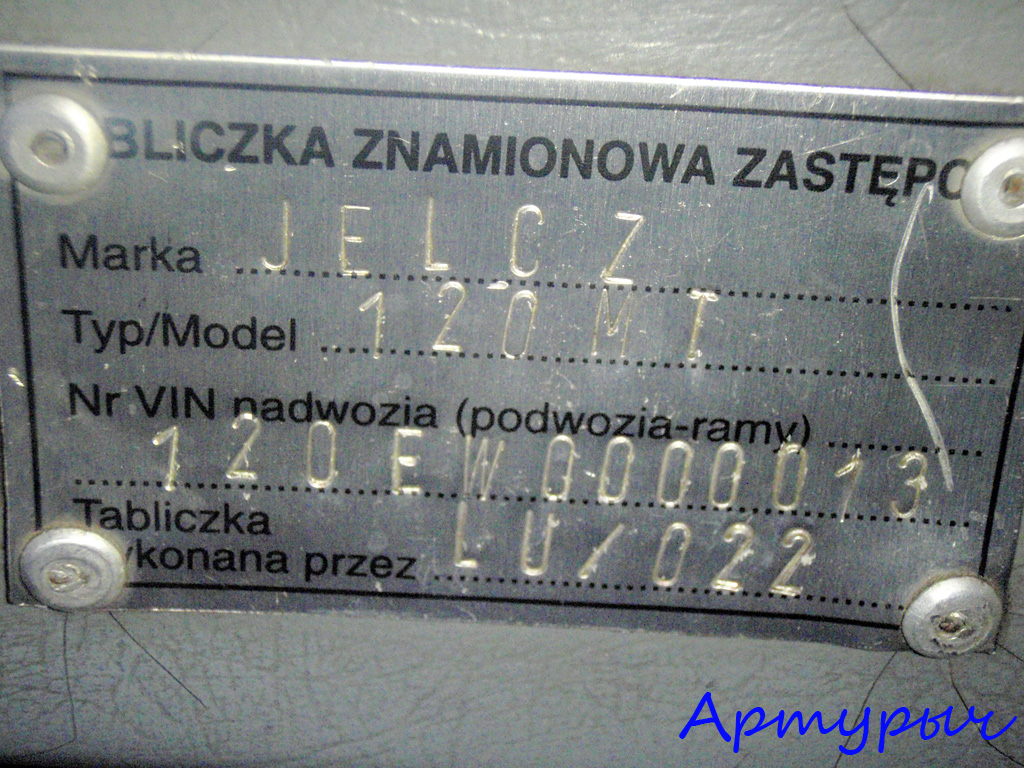 BLICZKA ZNAMIONOWA ZASTĘPC
Marka JELCZ
Typ/Model 120MT
Nr VIN nadwozia (podwozia-ramy)
120EW0000013
Tabliczka
ykonana przez LU/022
Артурыч